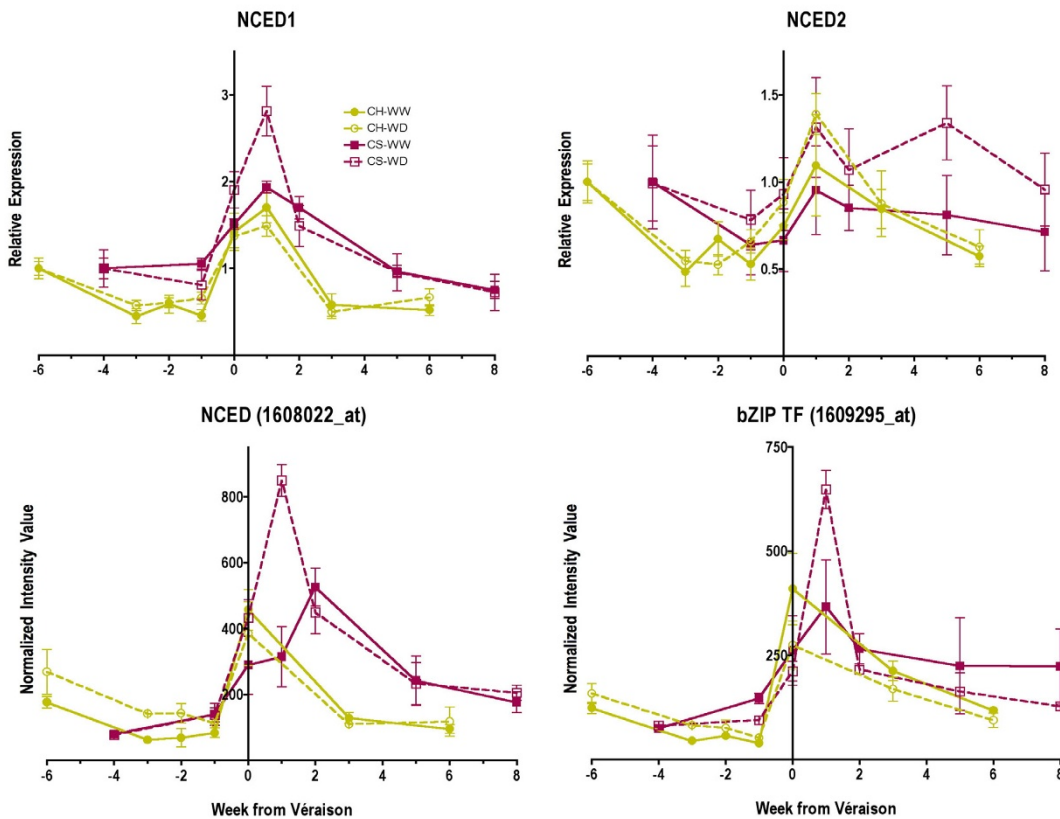 NCED1
NCED2
Relative Expression
3
2
1
-6 -4 -2 0 2 4 6 8
CH-WW
CH-WD
CS-WW
CS-WD
Relative Expression
1.5
1.0
0.5
-6 -4 -2 0 2 4 6 8
NCED (1608022_at)
bZIP TF (1609295_at)
Normalized Intensity Value
800
600
400
200
-6 -4 -2 0 2 4 6 8
Week from Véraison
Normalized Intensity Value
750
500
250
-6 -4 -2 0 2 4 6 8
Week from Véraison